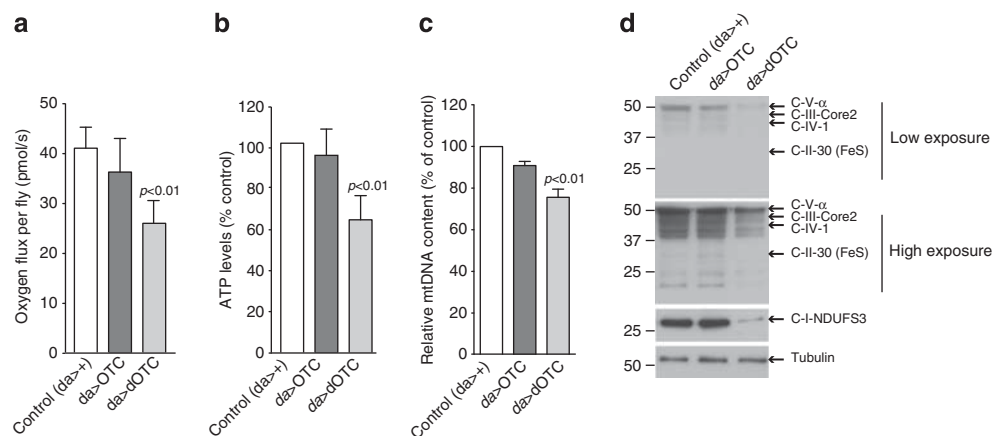 a
Oxygen flux per fly (pmol/s)
50
40
30
20
10
0
p<0.01
Control (da>+)
da>OTC
da>dOTC
b
ATP levels (% control)
120
100
80
60
40
20
0
p<0.01
Control (da>+)
da>OTC
da>dOTC
c
Relative mtDNA content (% of control)
120
100
80
60
40
20
0
p<0.01
Control (da>+)
da>OTC
da>dOTC
d
Control (da>+)
da>OTC
da>dOTC
50
37
25
C-V-α
C-III-Core2
C-IV-1
C-II-30 (FeS)
Low exposure
50
37
25
C-V-α
C-III-Core2
C-IV-1
C-II-30 (FeS)
High exposure
25
C-I-NDUFS3
50
Tubulin